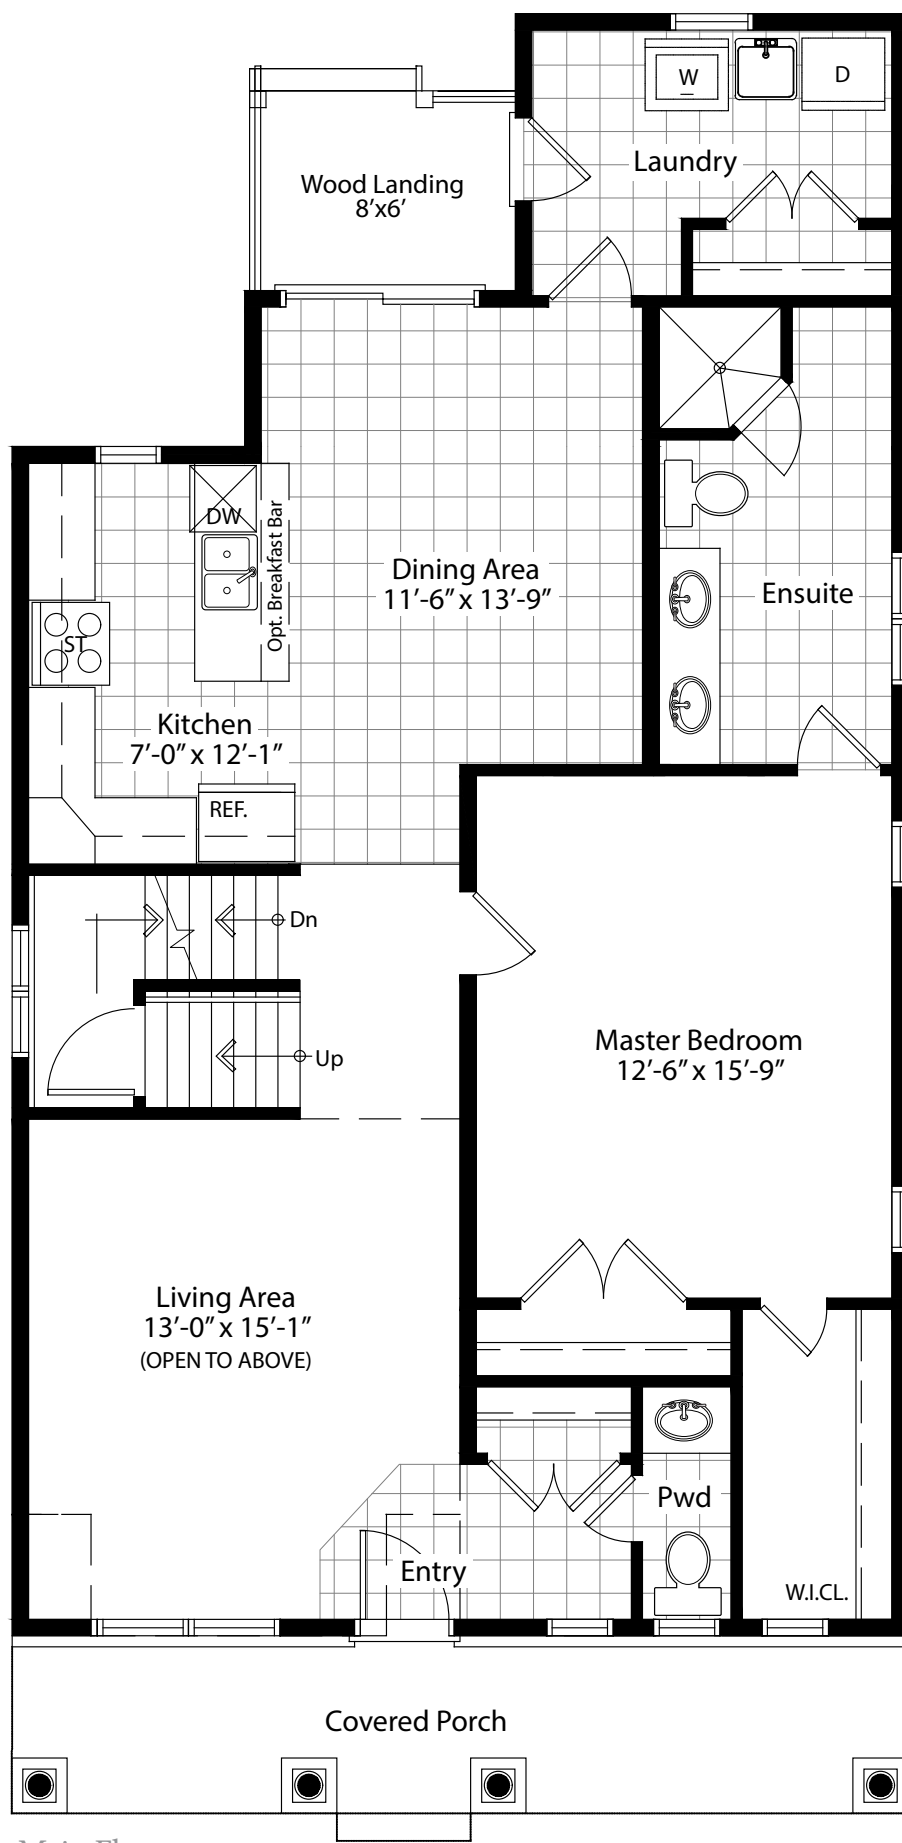 W
D
Laundry
Wood Landing
8'x6'
DW
Opt. Breakfast Bar
Dining Area
11'-6" x 13'-9"
Ensuite
ST
Kitchen
7'-0" x 12'-1"
REF.
Dn
Up
Master Bedroom
12'-6" x 15'-9"
Living Area
13'-0" x 15'-1"
(OPEN TO ABOVE)
Pwd
Entry
W.I.CL.
Covered Porch